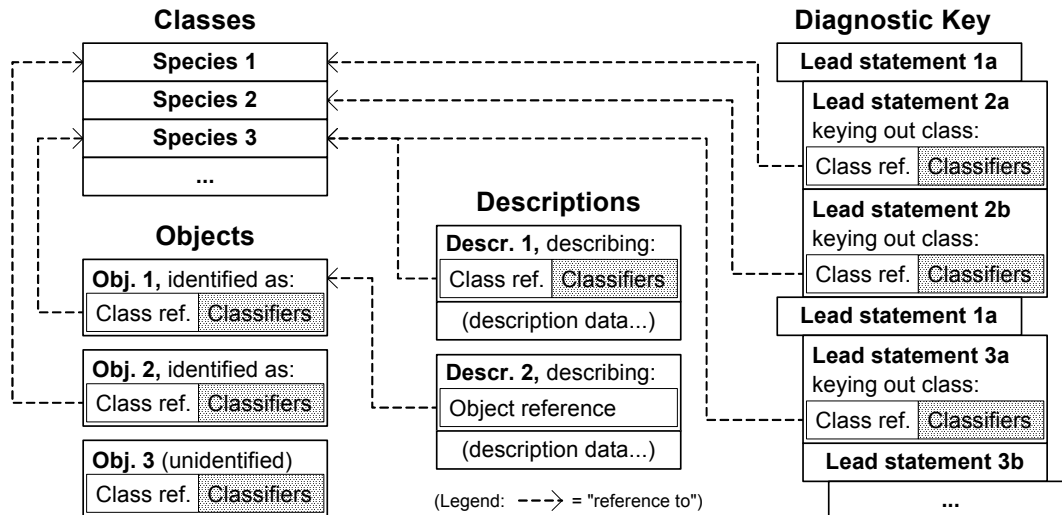 Classes
Species 1
Species 2
Species 3
...
Objects
Obj. 1, identified as:
Class ref. Classifiers
Obj. 2, identified as:
Class ref. Classifiers
Obj. 3 (unidentified)
Class ref. Classifiers
Descriptions
Descr. 1, describing:
Class ref. Classifiers
(description data...)
Descr. 2, describing:
Object reference
(description data...)
(Legend: = "reference to")
Diagnostic Key
Lead statement 1a
Lead statement 2a
keying out class:
Class ref. Classifiers
Lead statement 2b
keying out class:
Class ref. Classifiers
Lead statement 1a
Lead statement 3a
keying out class:
Class ref. Classifiers
Lead statement 3b
...